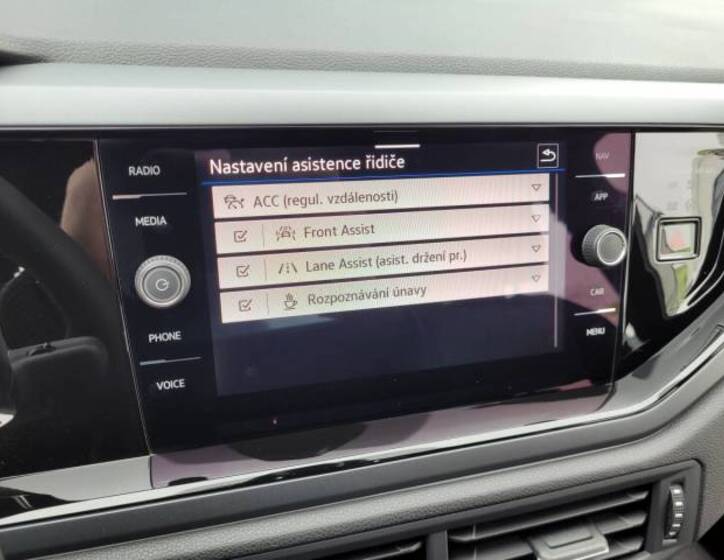 RADIO
MEDIA
PHONE
VOICE
Nastavení asistence řidiče
ACC (regul. vzdálenosti)
Front Assist
Lane Assist (asist. držení pr.)
Rozpoznávání únavy
NAV
APP
CAR
MENU